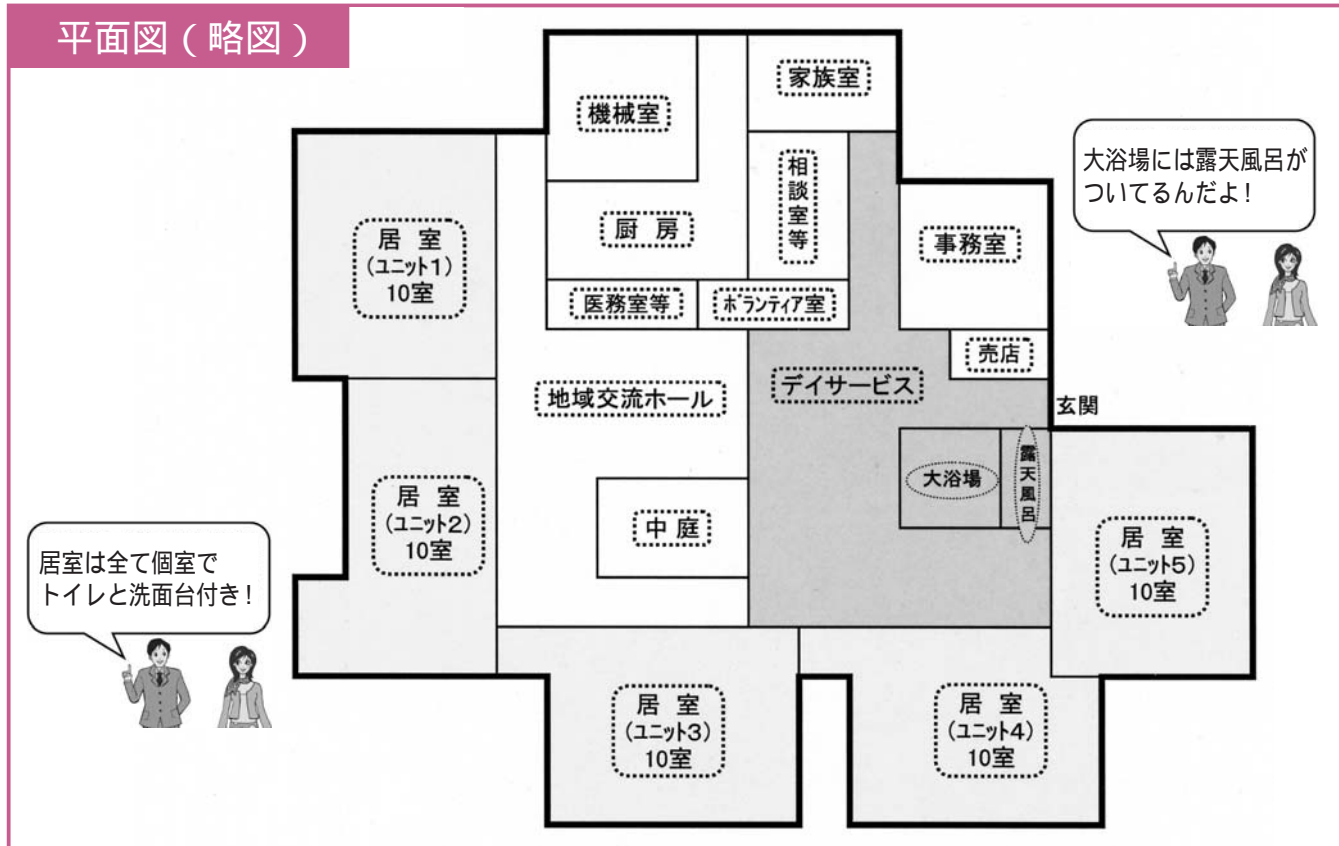 平面図(略図)
家族室
機械室
相談室等
大浴場には露天風呂が
ついてるんだよ!
居 室
(ユニット1)
10室
厨 房
事務室
医務室等
ボランティア室
売店
地域交流ホール
デイサービス
玄関
大浴場
露天風呂
居 室
(ユニット2)
10室
中 庭
居室は全て個室で
トイレと洗面台付き!
居 室
(ユニット5)
10室
居 室
(ユニット3)
10室
居 室
(ユニット4)
10室